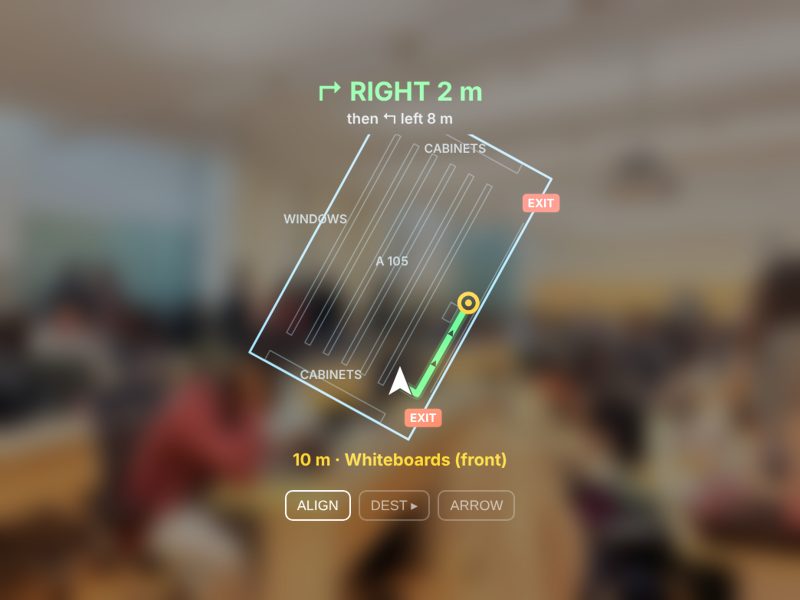 RIGHT 2 m
then left 8 m
CABINETS
EXIT
WINDOWS
A 105
CABINETS
EXIT
10 m · Whiteboards (front)
ALIGN
DEST ▸
ARROW